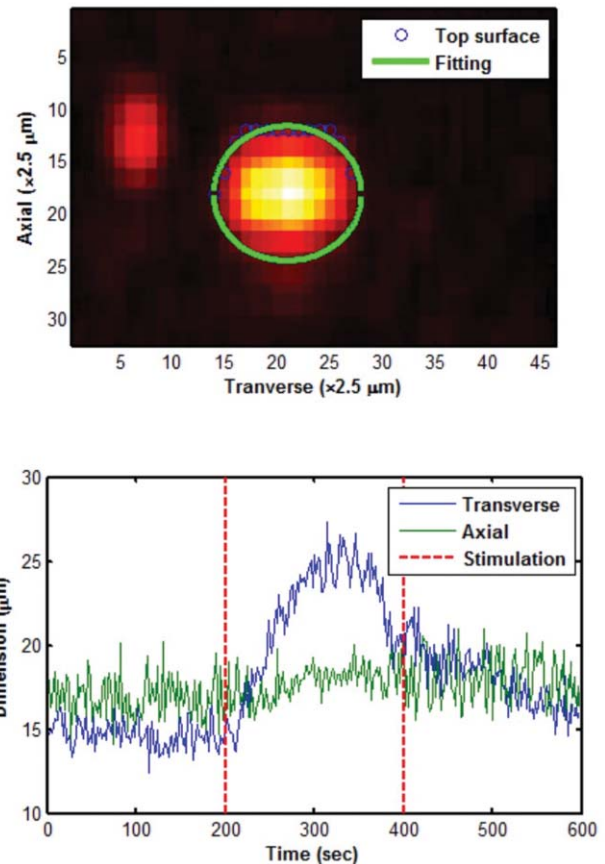 Top surface
Fitting
5
10
15
20
25
30
Axial (×2.5 μm)
5 10 15 20 25 30 35 40 45
Tranverse (×2.5 μm)
30
25
20
15
10
Dimension (μm)
Transverse
Axial
Stimulation
0 100 200 300 400 500 600
Time (sec)